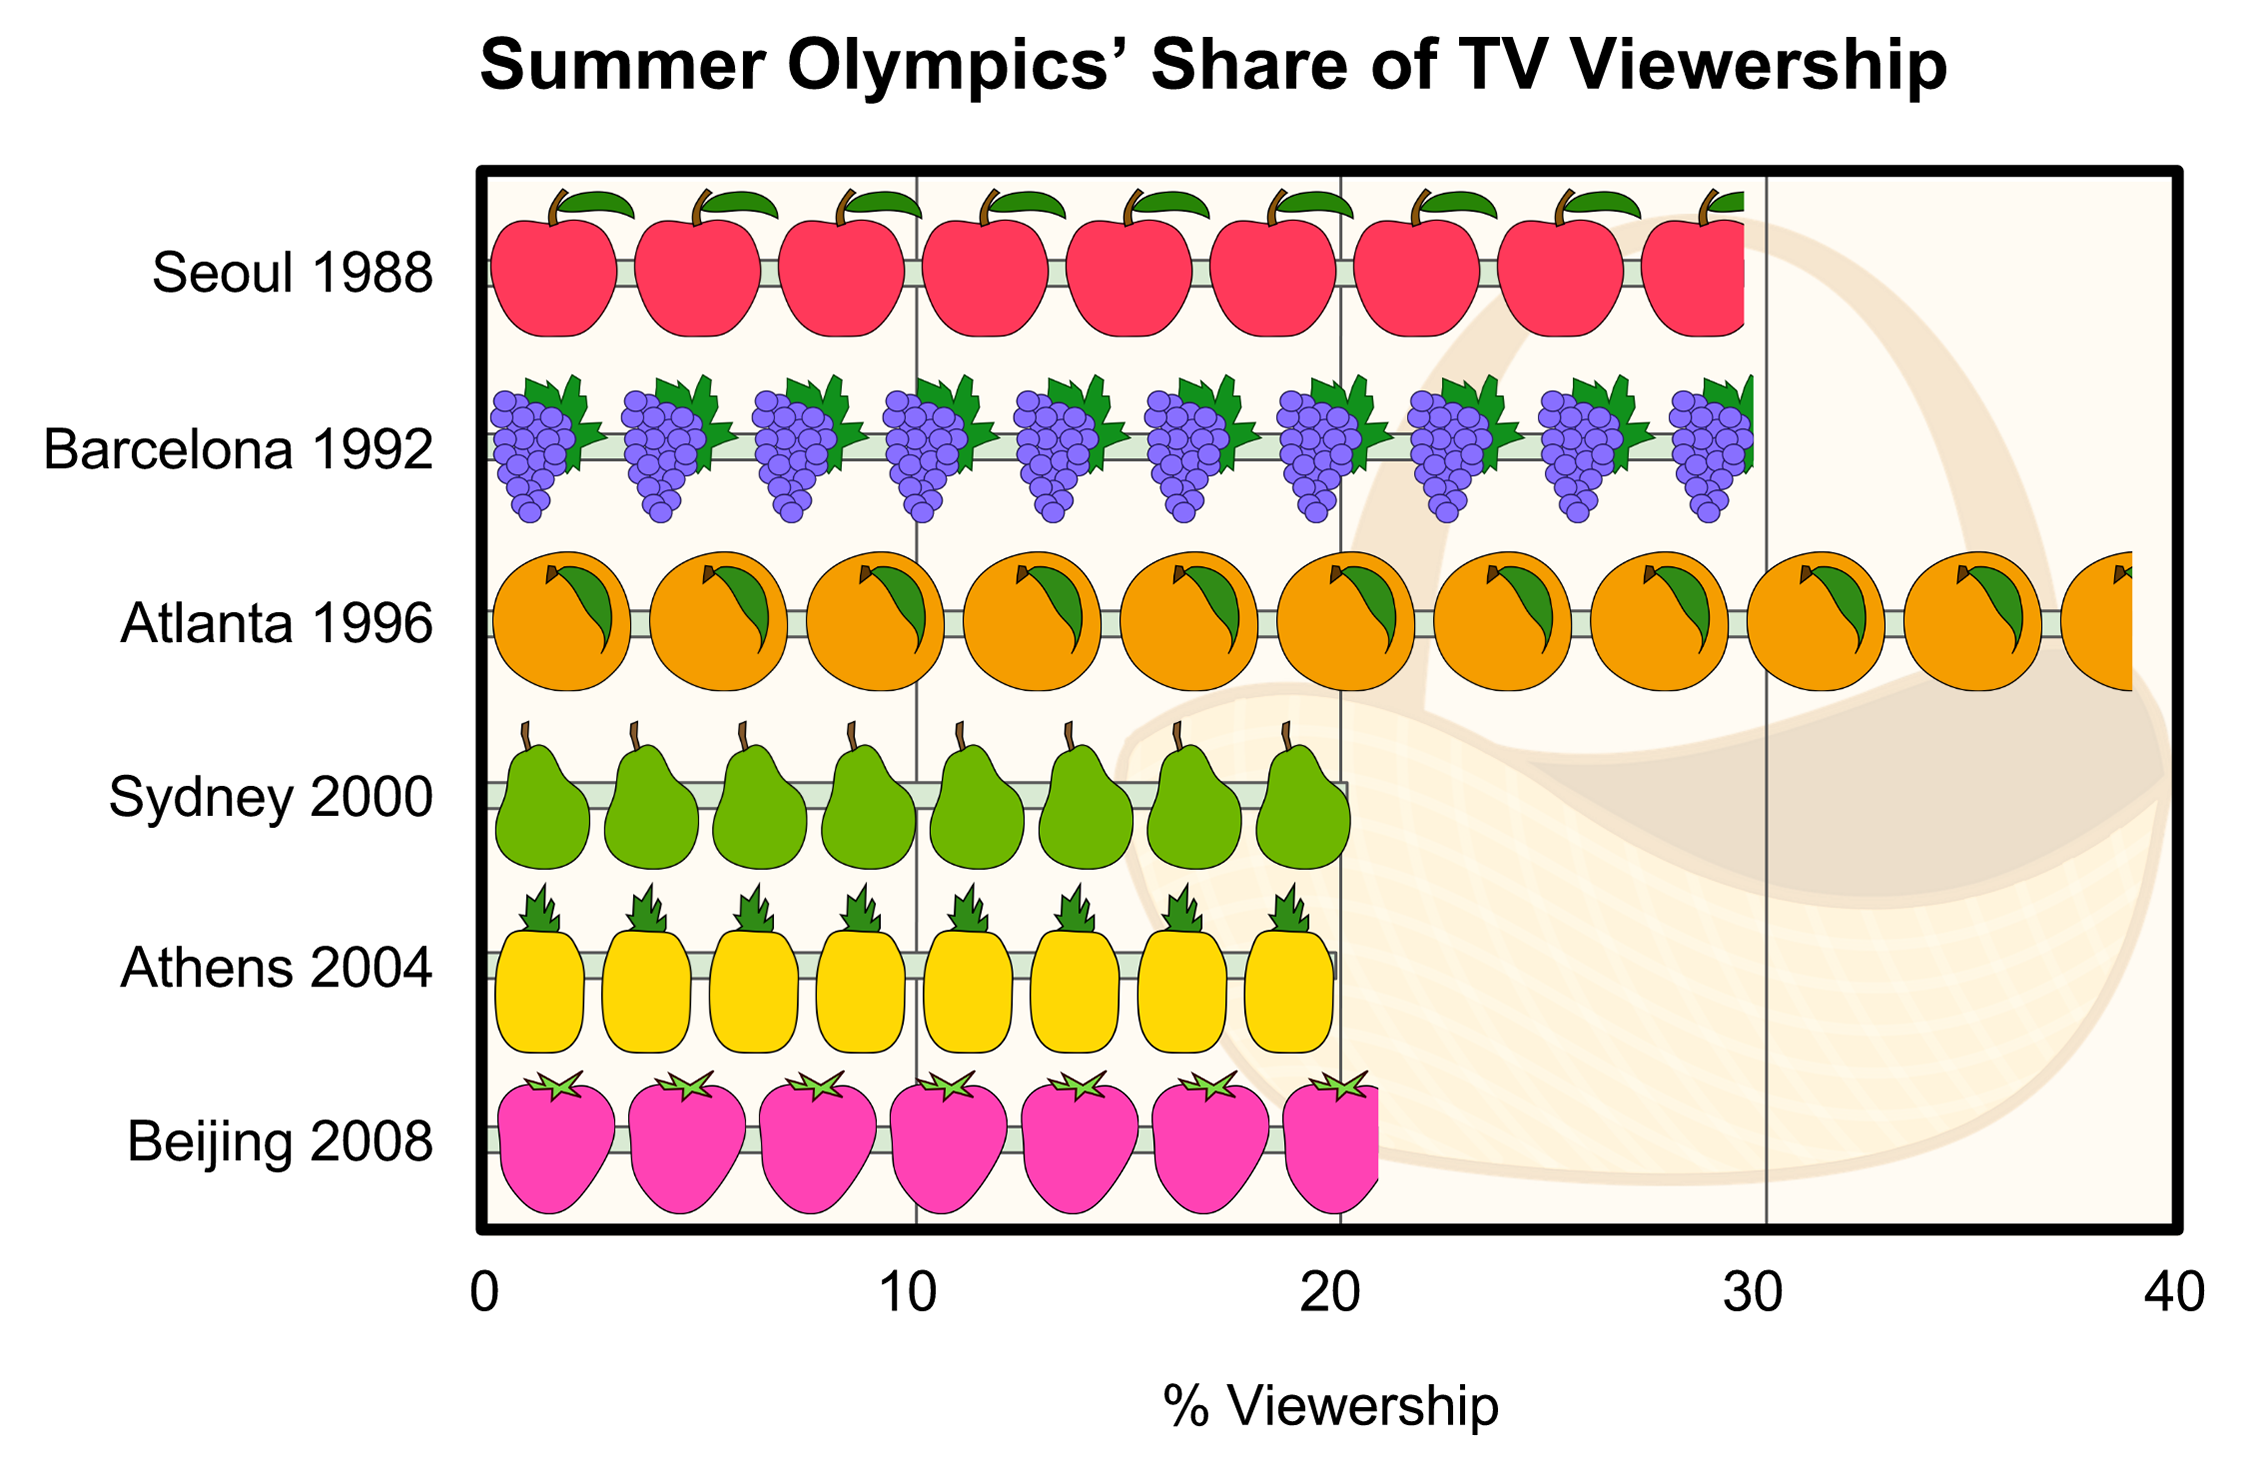 Summer Olympics’ Share of TV Viewership
Seoul 1988
Barcelona 1992
Atlanta 1996
Sydney 2000
Athens 2004
Beijing 2008
0 10 20 30 40
% Viewership